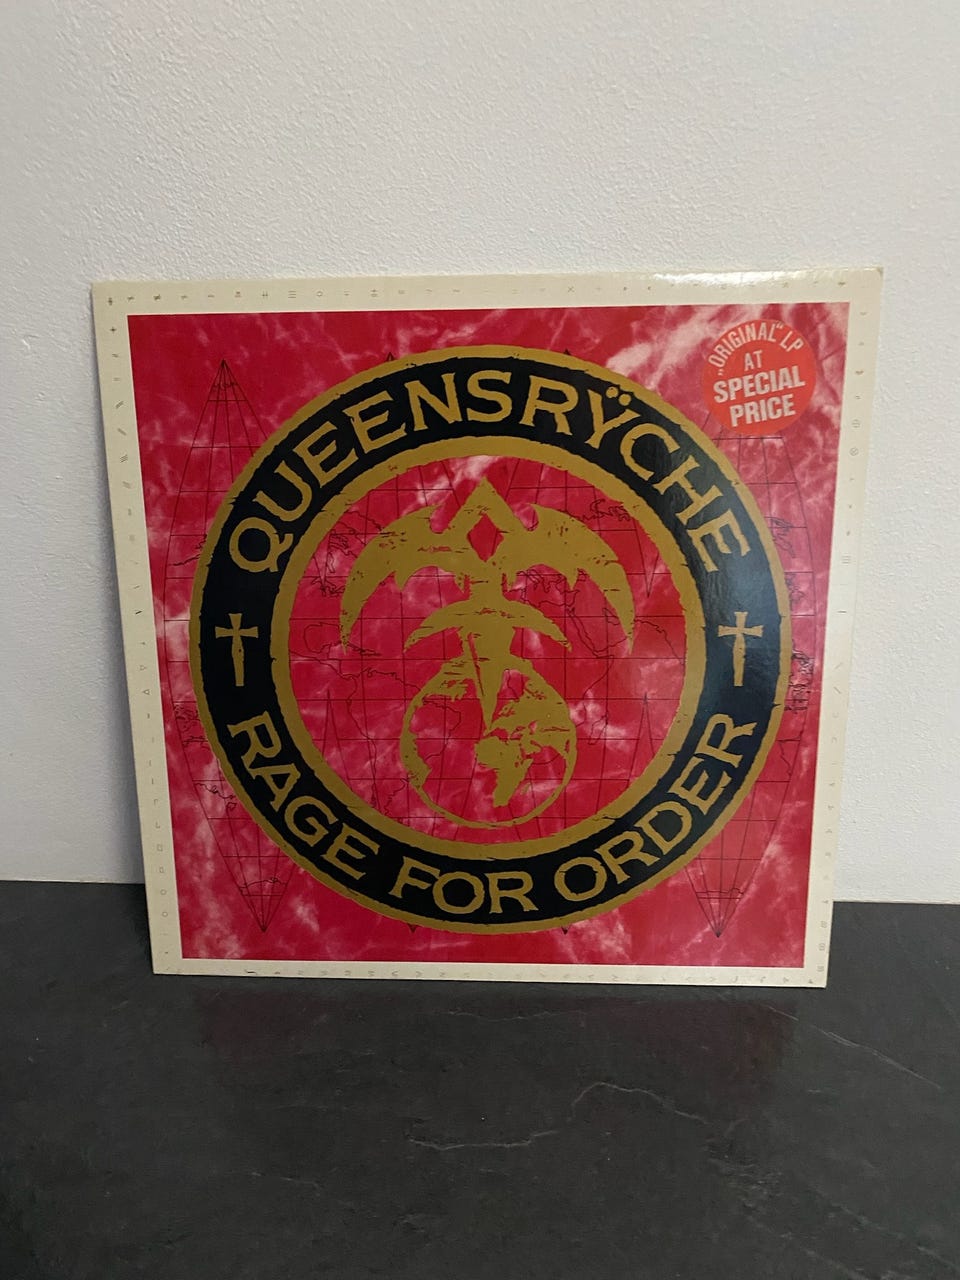 „ORIGINAL“ LP
AT
SPECIAL
PRICE
QUEENSRŸCHE
RAGE FOR ORDER